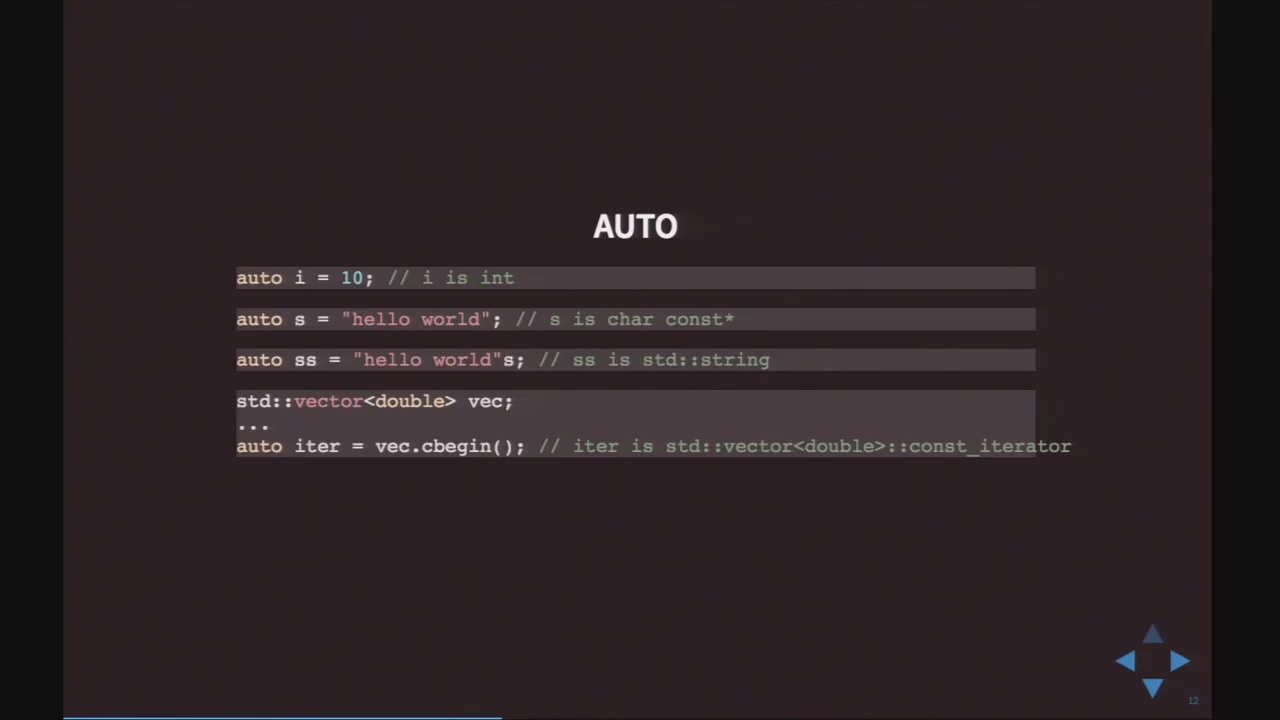 AUTO
auto i = 10; // i is int
auto s = "hello world"; // s is char const*
auto ss = "hello world"s; // ss is std::string
std::vector<double> vec;
...
auto iter = vec.cbegin(); // iter is std::vector<double>::const_iterator
12